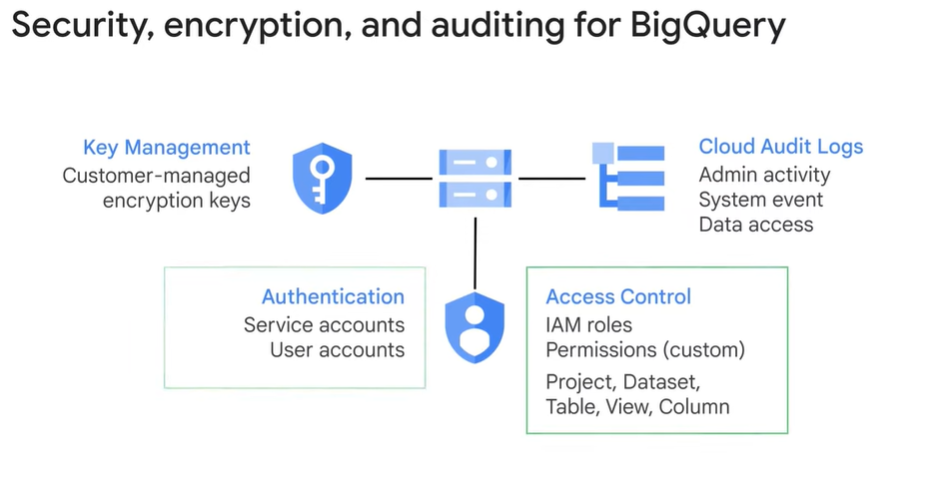 Security, encryption, and auditing for BigQuery
Key Management
Customer-managed
encryption keys
Cloud Audit Logs
Admin activity
System event
Data access
Authentication
Service accounts
User accounts
Access Control
IAM roles
Permissions (custom)
Project, Dataset,
Table, View, Column